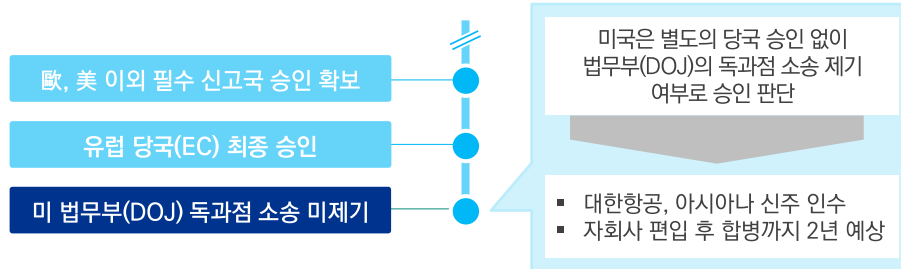 歐, 美 이외 필수 신고국 승인 확보
유럽 당국(EC) 최종 승인
미 법무부(DOJ) 독과점 소송 미제기
미국은 별도의 당국 승인 없이
법무부(DOJ)의 독과점 소송 제기
여부로 승인 판단
▪ 대한항공, 아시아나 신주 인수
▪ 자회사 편입 후 합병까지 2년 예상